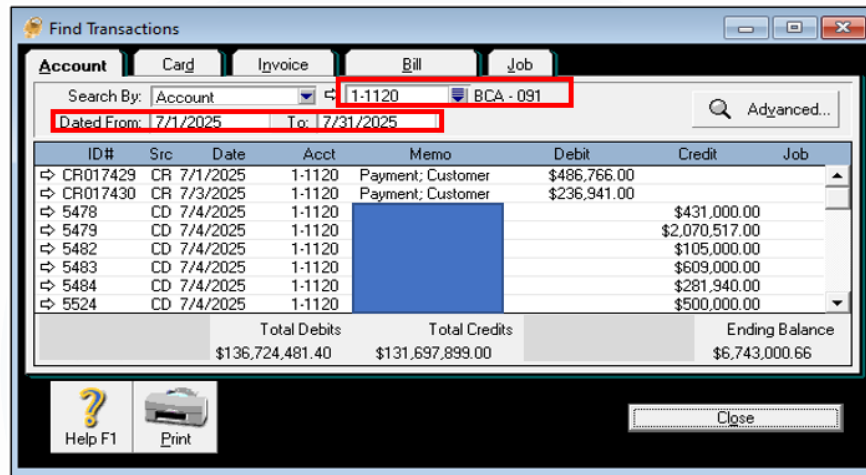 Find Transactions
Account Card Invoice Bill Job
Search By: Account 1-1120 BCA - 091
Advanced...
Dated From: 7/1/2025 To: 7/31/2025
ID# Src Date Acct Memo Debit Credit Job
CR017429 CR 7/1/2025 1-1120 Payment; Customer $486,766.00
CR017430 CR 7/3/2025 1-1120 Payment; Customer $236,941.00
5478 CD 7/4/2025 1-1120 $431,000.00
5479 CD 7/4/2025 1-1120 $2,070,517.00
5482 CD 7/4/2025 1-1120 $105,000.00
5483 CD 7/4/2025 1-1120 $609,000.00
5484 CD 7/4/2025 1-1120 $281,940.00
5524 CD 7/4/2025 1-1120 $500,000.00
Total Debits Total Credits Ending Balance
$136,724,481.40 $131,697,899.00 $6,743,000.66
Help F1 Print Close